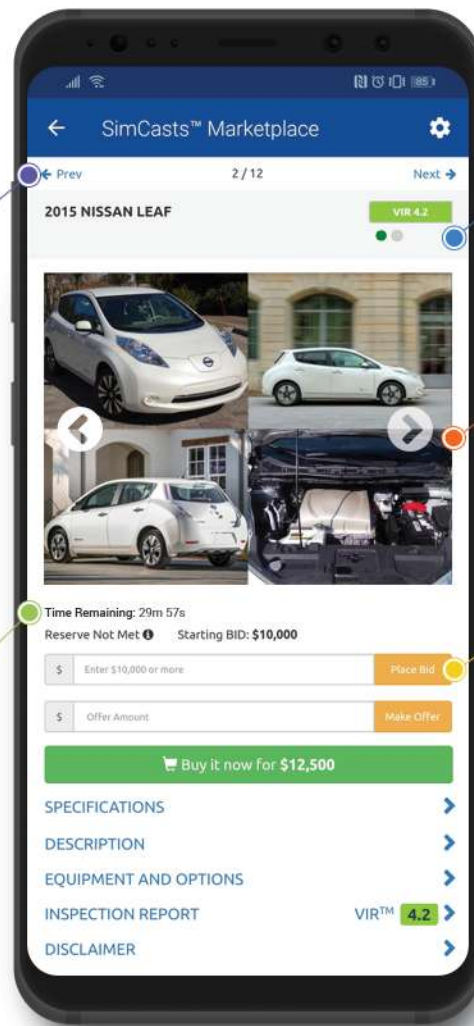 85
SimCasts™ Marketplace
Prev 2/12 Next
2015 NISSAN LEAF VIR 4.2
Time Remaining: 29m 57s
Reserve Not Met Starting BID: $10,000
$ Enter $10,000 or more Place Bid
$ Offer Amount Make Offer
Buy it now for $12,500
SPECIFICATIONS
DESCRIPTION
EQUIPMENT AND OPTIONS
INSPECTION REPORT VIR™ 4.2
DISCLAIMER